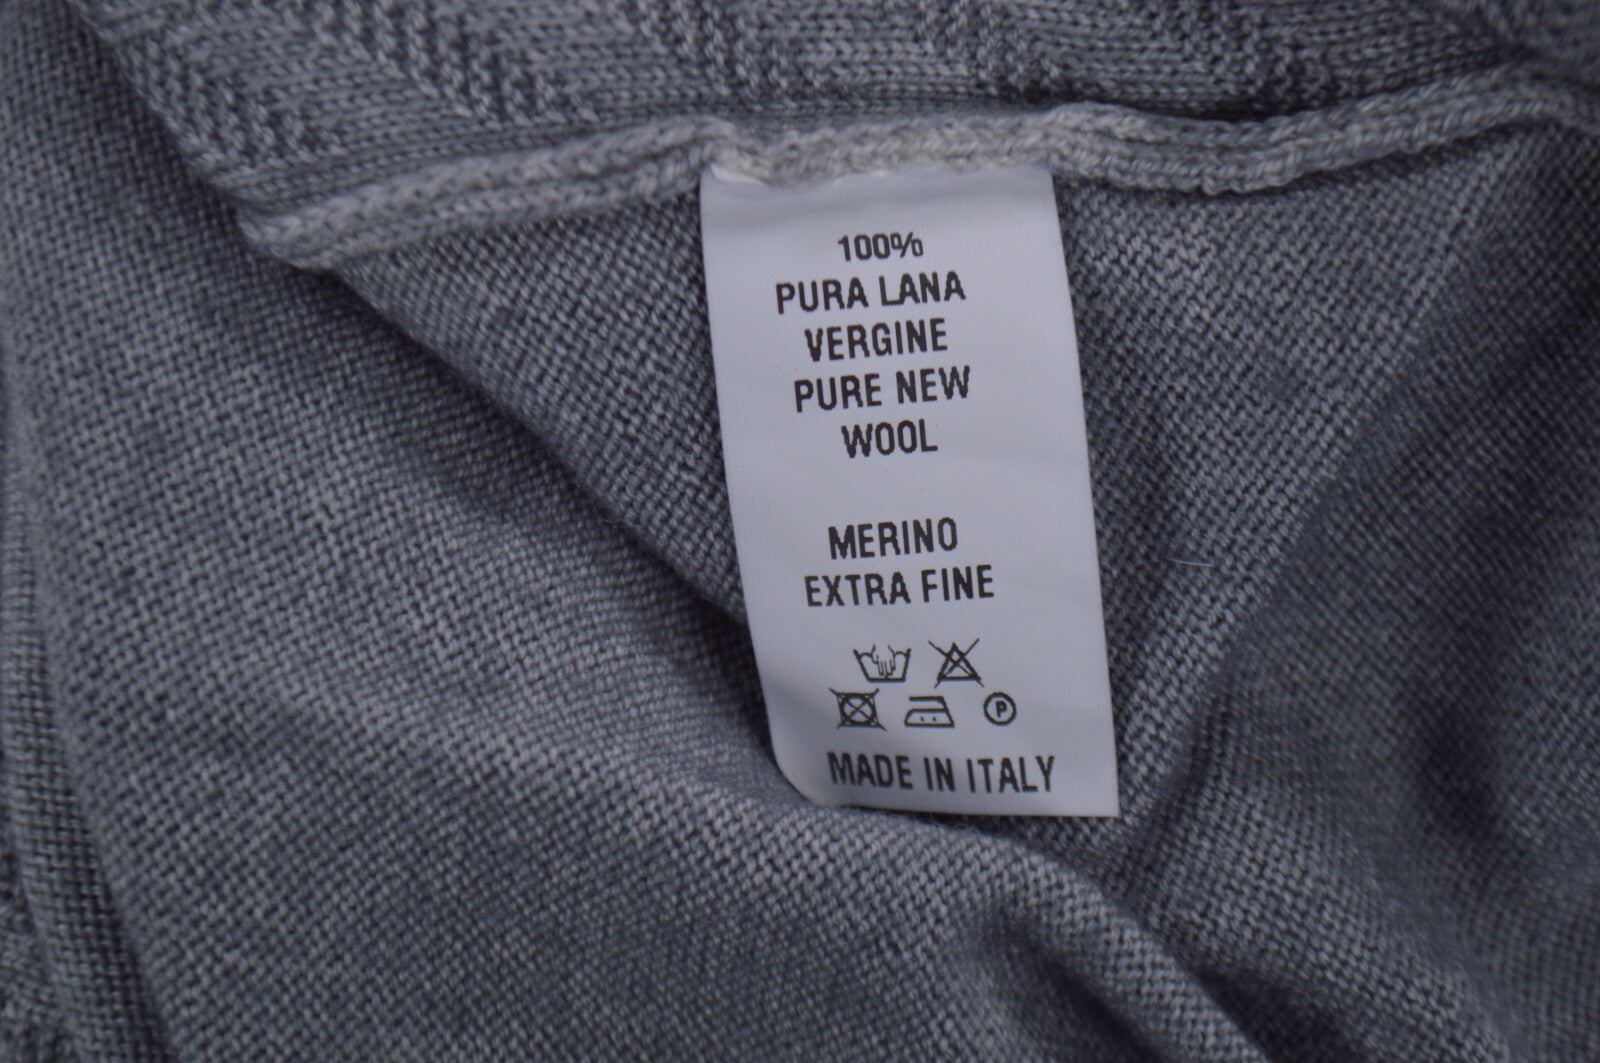 100%
PURA LANA
VERGINE
PURE NEW
WOOL
MERINO
EXTRA FINE
P
MADE IN ITALY